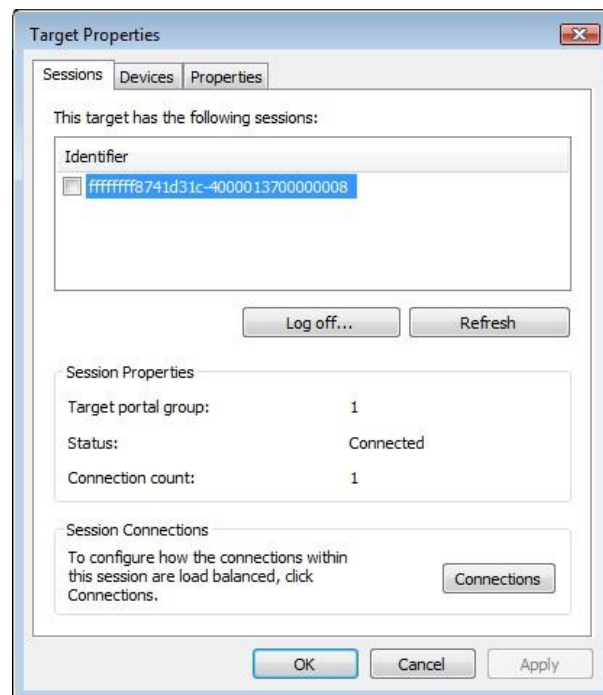 Target Properties
Sessions Devices Properties
This target has the following sessions:
Identifier
ffffffff8741d31c-4000013700000008
Log off... Refresh
Session Properties
Target portal group: 1
Status: Connected
Connection count: 1
Session Connections
To configure how the connections within
this session are load balanced, click
Connections.
Connections
OK Cancel Apply